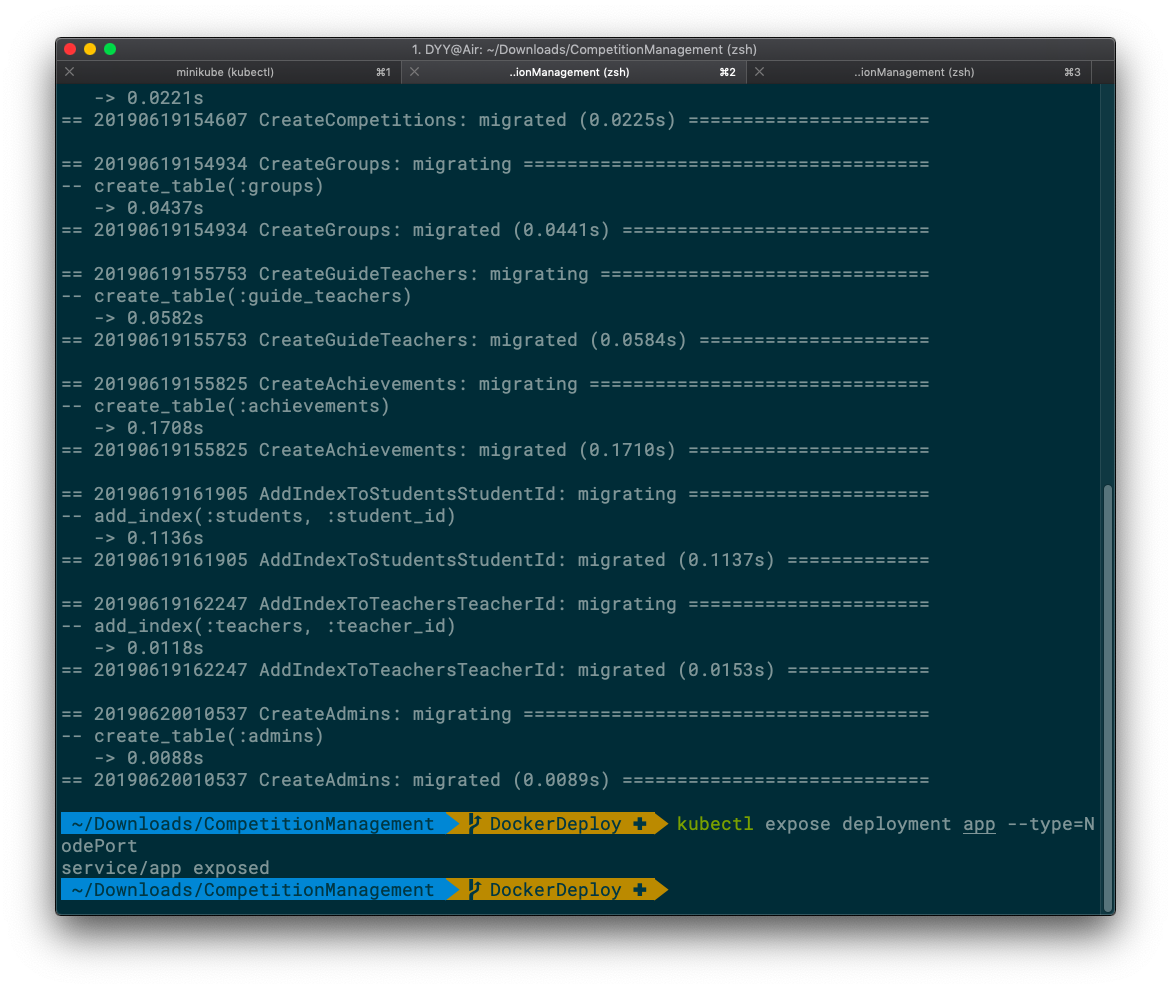 1. DYY@Air: ~/Downloads/CompetitionManagement (zsh)
minikube (kubectl) ⌘1 ..ionManagement (zsh) ⌘2 ..ionManagement (zsh) ⌘3
-> 0.0221s
== 20190619154607 CreateCompetitions: migrated (0.0225s) ======================
== 20190619154934 CreateGroups: migrating =====================================
-- create_table(:groups)
-> 0.0437s
== 20190619154934 CreateGroups: migrated (0.0441s) ============================
== 20190619155753 CreateGuideTeachers: migrating ==============================
-- create_table(:guide_teachers)
-> 0.0582s
== 20190619155753 CreateGuideTeachers: migrated (0.0584s) =====================
== 20190619155825 CreateAchievements: migrating ===============================
-- create_table(:achievements)
-> 0.1708s
== 20190619155825 CreateAchievements: migrated (0.1710s) ======================
== 20190619161905 AddIndexToStudentsStudentId: migrating ======================
-- add_index(:students, :student_id)
-> 0.1136s
== 20190619161905 AddIndexToStudentsStudentId: migrated (0.1137s) =============
== 20190619162247 AddIndexToTeachersTeacherId: migrating ======================
-- add_index(:teachers, :teacher_id)
-> 0.0118s
== 20190619162247 AddIndexToTeachersTeacherId: migrated (0.0153s) =============
== 20190620010537 CreateAdmins: migrating =====================================
-- create_table(:admins)
-> 0.0088s
== 20190620010537 CreateAdmins: migrated (0.0089s) ============================
~/Downloads/CompetitionManagement DockerDeploy ✚ kubectl expose deployment app --type=N
odePort
service/app exposed
~/Downloads/CompetitionManagement DockerDeploy ✚